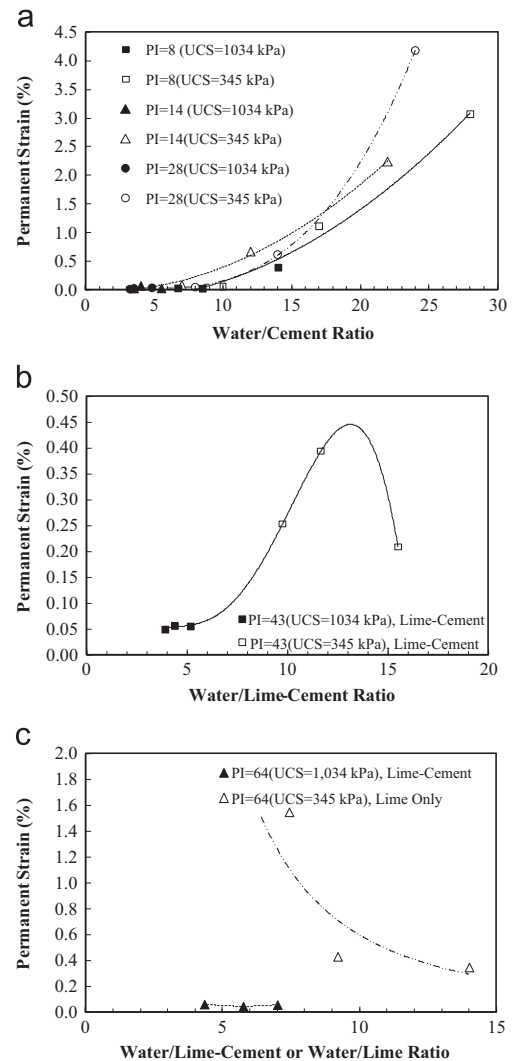 a
Permanent Strain (%)
4.5
4.0
3.5
3.0
2.5
2.0
1.5
1.0
0.5
0.0
PI=8 (UCS=1034 kPa)
PI=8(UCS=345 kPa)
PI=14 (UCS=1034 kPa)
PI=14(UCS=345 kPa)
PI=28(UCS=1034 kPa)
PI=28(UCS=345 kPa)
0 5 10 15 20 25 30
Water/Cement Ratio
b
Permanent Strain (%)
0.50
0.45
0.40
0.35
0.30
0.25
0.20
0.15
0.10
0.05
0.00
PI=43(UCS=1034 kPa), Lime-Cement
PI=43(UCS=345 kPa), Lime-Cement
0 5 10 15 20
Water/Lime-Cement Ratio
c
Permanent Strain (%)
2.0
1.8
1.6
1.4
1.2
1.0
0.8
0.6
0.4
0.2
0.0
PI=64(UCS=1,034 kPa), Lime-Cement
PI=64(UCS=345 kPa), Lime Only
0 5 10 15
Water/Lime-Cement or Water/Lime Ratio